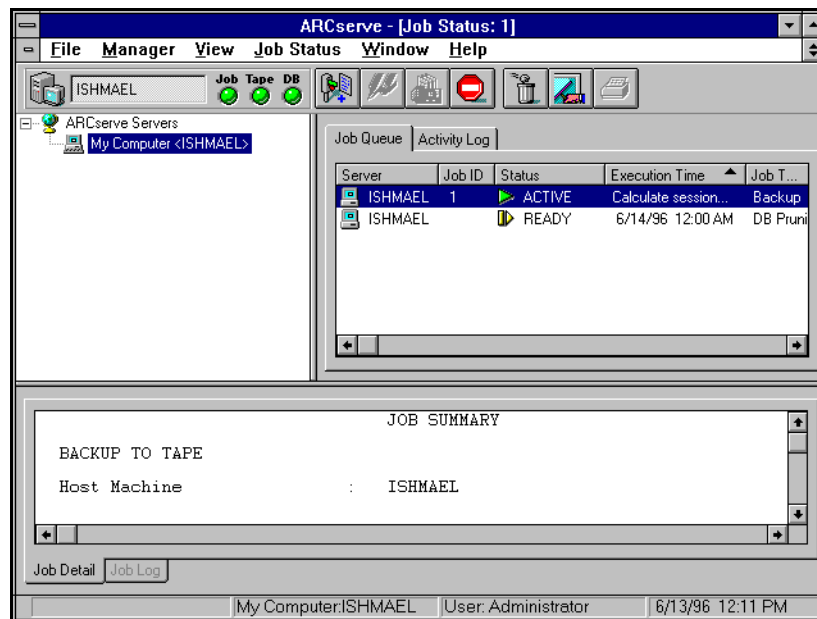 ARCserve - [Job Status: 1]
File Manager View Job Status Window Help
ISHMAEL Job Tape DB
ARCserve Servers
My Computer <ISHMAEL>
Job Queue Activity Log
Server Job ID Status Execution Time Job T...
ISHMAEL 1 ACTIVE Calculate session... Backup
ISHMAEL READY 6/14/96 12:00 AM DB Pruni
JOB SUMMARY
BACKUP TO TAPE
Host Machine : ISHMAEL
Job Detail Job Log
My Computer:ISHMAEL User: Administrator 6/13/96 12:11 PM